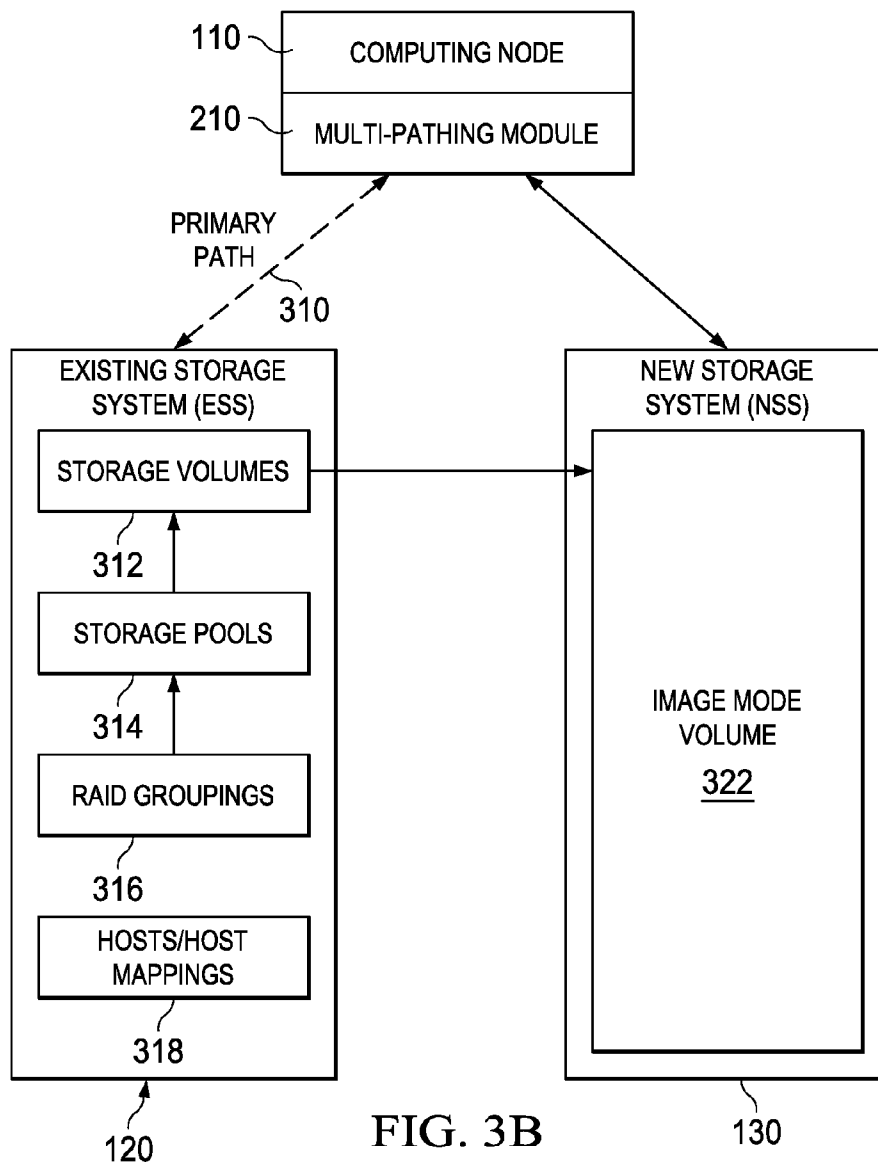 110
COMPUTING NODE
210
MULTI-PATHING MODULE
PRIMARY
PATH
310
EXISTING STORAGE
SYSTEM (ESS)
STORAGE VOLUMES
312
STORAGE POOLS
314
RAID GROUPINGS
316
HOSTS/HOST
MAPPINGS
318
120
NEW STORAGE
SYSTEM (NSS)
IMAGE MODE
VOLUME
322
130
FIG. 3B